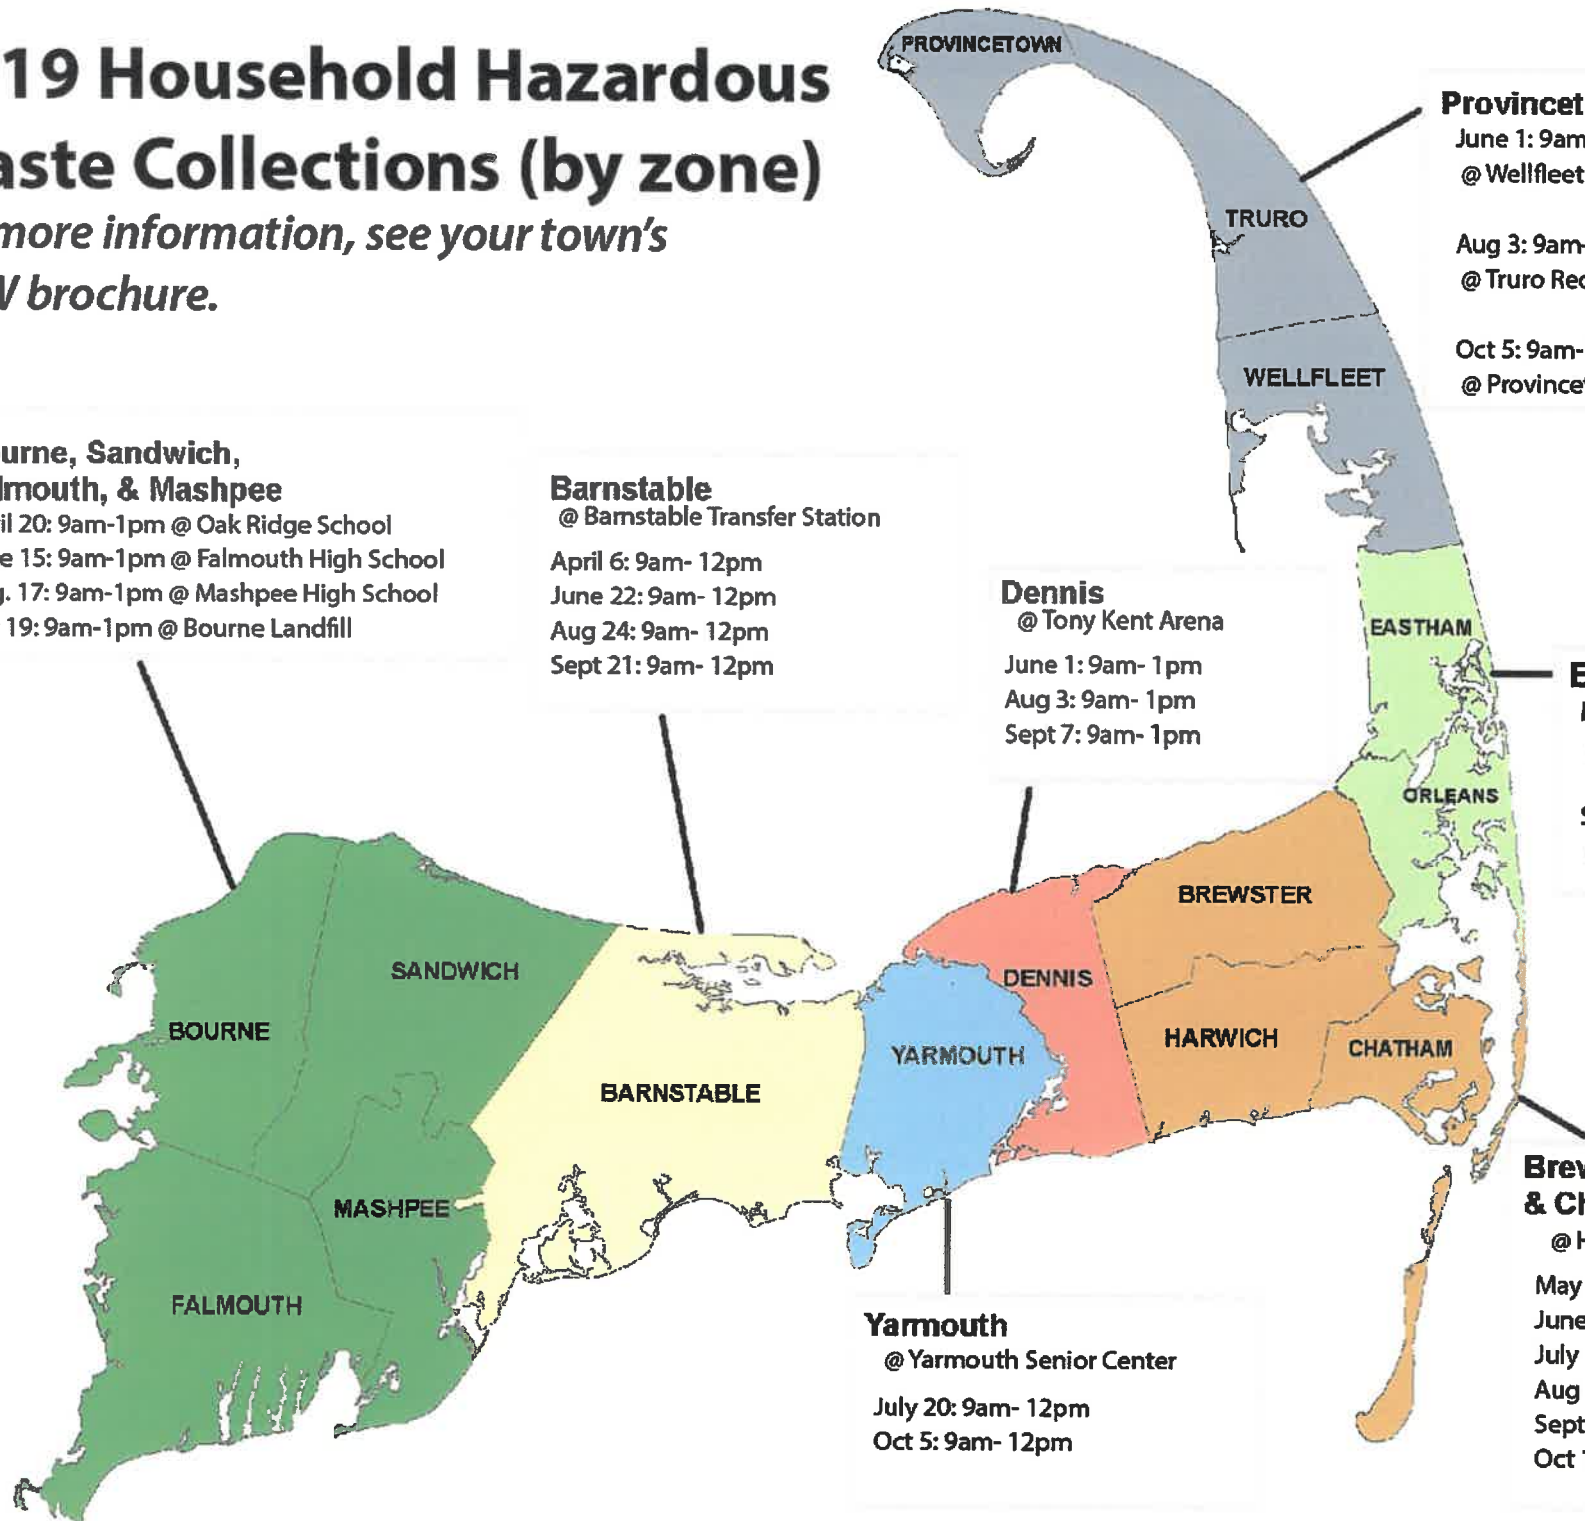 19 Household Hazardous
aste Collections (by zone)
more information, see your town's
W brochure.
urne, Sandwich,
lmouth, & Mashpee
il 20: 9am-1pm @ Oak Ridge School
e 15: 9am-1pm @ Falmouth High School
g. 17: 9am-1pm @ Mashpee High School
19: 9am-1pm @ Bourne Landfill
Barnstable
@ Barnstable Transfer Station
April 6: 9am- 12pm
June 22: 9am- 12pm
Aug 24: 9am- 12pm
Sept 21: 9am- 12pm
Dennis
@ Tony Kent Arena
June 1: 9am- 1pm
Aug 3: 9am- 1pm
Sept 7: 9am- 1pm
Provincet
June 1: 9am
@ Wellfleet
Aug 3: 9am-
@ Truro Rec
Oct 5: 9am-
@ Provincet
PROVINCETOWN
TRURO
WELLFLEET
EASTHAM
E
ORLEANS
S
BREWSTER
SANDWICH
DENNIS
BOURNE
YARMOUTH
HARWICH
CHATHAM
BARNSTABLE
MASHPEE
FALMOUTH
Yarmouth
@ Yarmouth Senior Center
July 20: 9am- 12pm
Oct 5: 9am- 12pm
Brew
& Ch
@ H
May
June
July
Aug
Sept
Oct 1